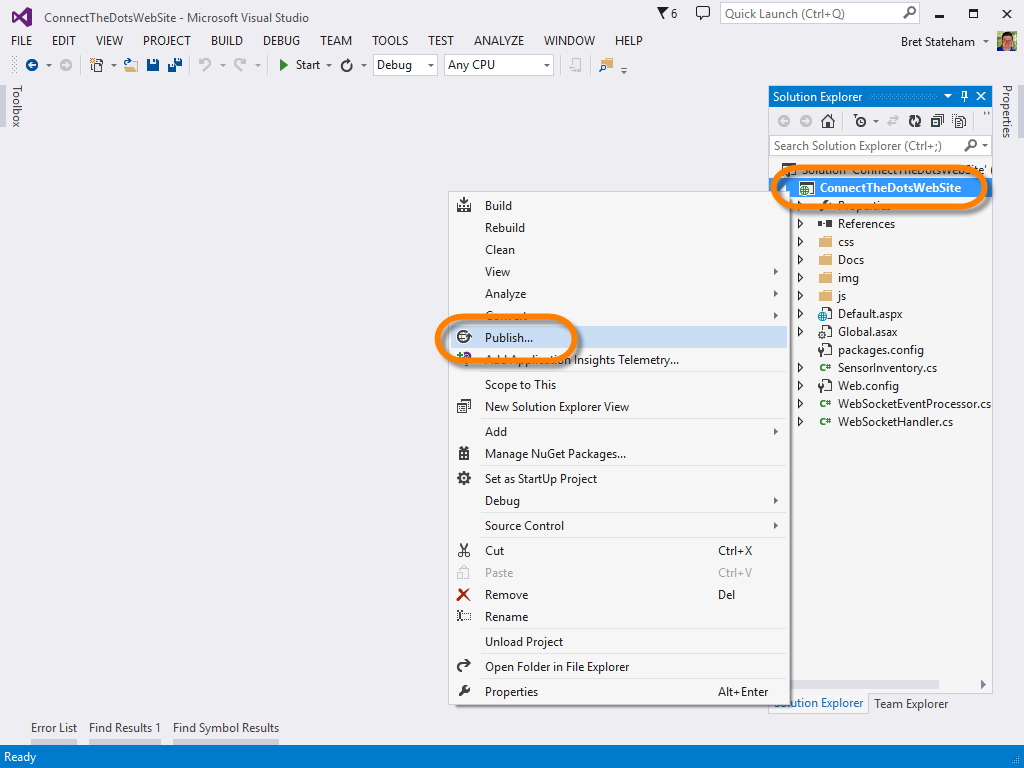 ConnectTheDotsWebSite - Microsoft Visual Studio
6
Quick Launch (Ctrl+Q)
FILE EDIT VIEW PROJECT BUILD DEBUG TEAM TOOLS TEST ANALYZE WINDOW HELP
Bret Stateham
Start
Debug
Any CPU
Toolbox
Solution Explorer
Properties
Search Solution Explorer (Ctrl+;)
Solution 'ConnectTheDotsWebSite' (
ConnectTheDotsWebSite
Properties
References
css
Docs
img
js
Default.aspx
Global.asax
packages.config
C# SensorInventory.cs
Web.config
C# WebSocketEventProcessor.cs
C# WebSocketHandler.cs
Build
Rebuild
Clean
View
Analyze
Convert
Publish...
Add Application Insights Telemetry...
Scope to This
New Solution Explorer View
Add
Manage NuGet Packages...
Set as StartUp Project
Debug
Source Control
Cut Ctrl+X
Paste Ctrl+V
Remove Del
Rename
Unload Project
Open Folder in File Explorer
Properties Alt+Enter
Solution Explorer Team Explorer
Error List Find Results 1 Find Symbol Results
Ready